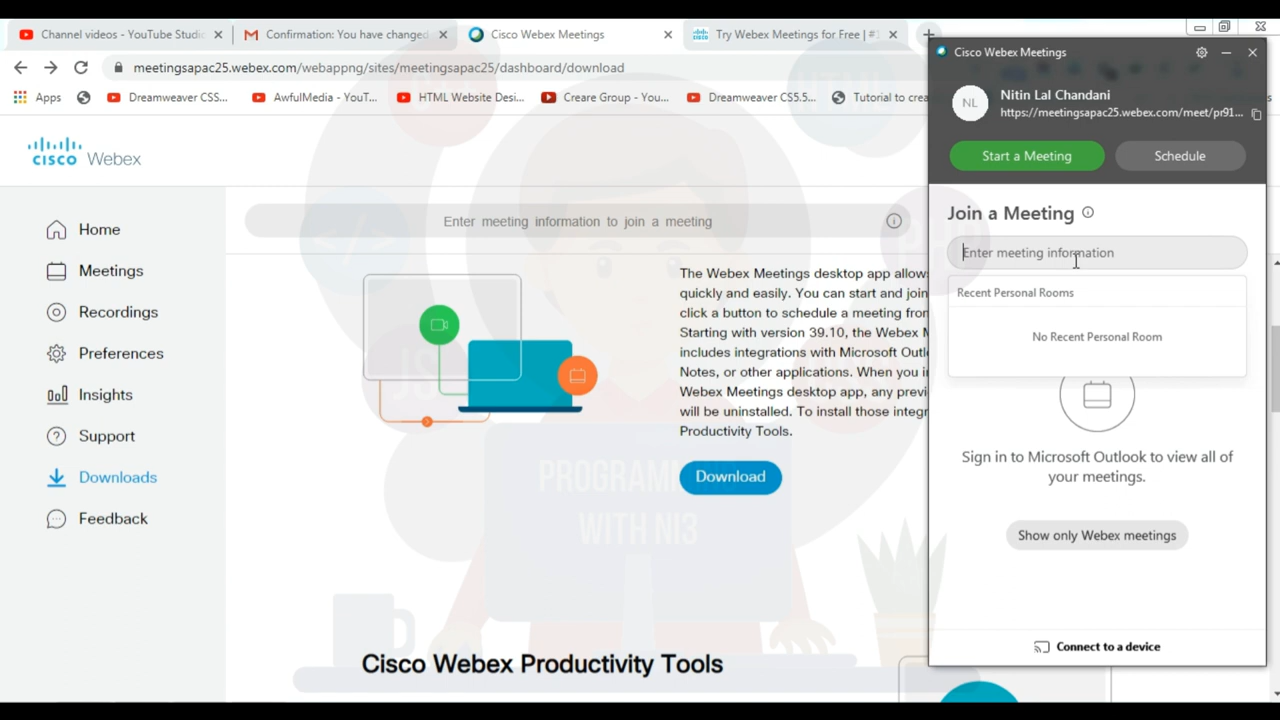 Channel videos - YouTube Studio
Confirmation: You have changed
Cisco Webex Meetings
Try Webex Meetings for Free | #1
meetingsapac25.webex.com/webappng/sites/meetingsapac25/dashboard/download
Apps
Dreamweaver CSS...
AwfulMedia - YouT...
HTML Website Desi...
Creare Group - You...
Dreamweaver CS5.5...
Tutorial to crea
cisco Webex
Enter meeting information to join a meeting
Home
Meetings
Recordings
Preferences
Insights
Support
Downloads
Feedback
The Webex Meetings desktop app allow
quickly and easily. You can start and join
click a button to schedule a meeting fro
Starting with version 39.10, the Webex
includes integrations with Microsoft Outl
Notes, or other applications. When you i
Webex Meetings desktop app, any previ
will be uninstalled. To install those integr
Productivity Tools.
Download
PROGRAMM
WITH NI3
Cisco Webex Productivity Tools
Cisco Webex Meetings
NL
Nitin Lal Chandani
https://meetingsapac25.webex.com/meet/pr91...
Start a Meeting
Schedule
Join a Meeting
Enter meeting information
Recent Personal Rooms
No Recent Personal Room
Sign in to Microsoft Outlook to view all of
your meetings.
Show only Webex meetings
Connect to a device